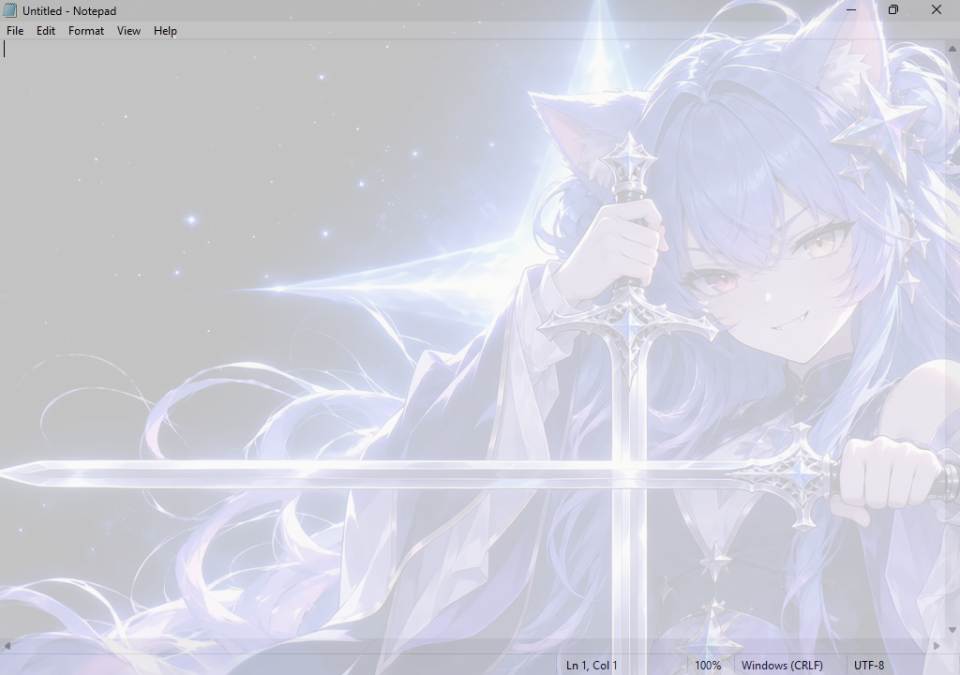 Untitled - Notepad
File Edit Format View Help
Ln 1, Col 1 100% Windows (CRLF) UTF-8